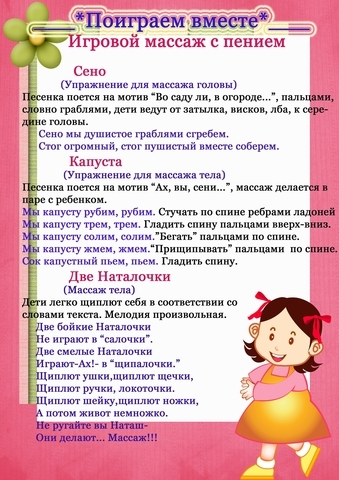 *Поиграем вместе*
Игровой массаж с пением
Сено
(Упражнение для массажа головы)
Песенка поется на мотив “Во саду ли, в огороде...”, пальцами,
словно граблями, дети ведут от затылка, висков, лба, к сере-
дине головы.
Сено мы душистое граблями сгребем.
Стог огромный, стог пушистый вместе соберем.
Капуста
(Упражнение для массажа тела)
Песенка поется на мотив “Ах, вы, сени...”, массаж делается в
паре с ребенком.
Мы капусту рубим, рубим. Стучать по спине ребрами ладоней
Мы капусту трем, трем. Гладить спину пальцами вверх-вниз.
Мы капусту солим, солим.”Бегать” пальцами по спине.
Мы капусту жмем, жмем.“Прищипывать” пальцами по спине.
Сок капустный пьем, пьем. Гладить спину.
Две Наталочки
(Массаж тела)
Дети легко щиплют себя в соответствии со
словами текста. Мелодия произвольная.
Две бойкие Наталочки
Не играют в “салочки”.
Две смелые Наталочки
Играют-Ах!- в “щипалочки.”
Щиплют ушки,щиплют щечки,
Щиплют ручки, локоточки.
Щиплют шейку,щиплют ножки,
А потом живот немножко.
Не ругайте вы Наташ-
Они делают... Массаж!!!